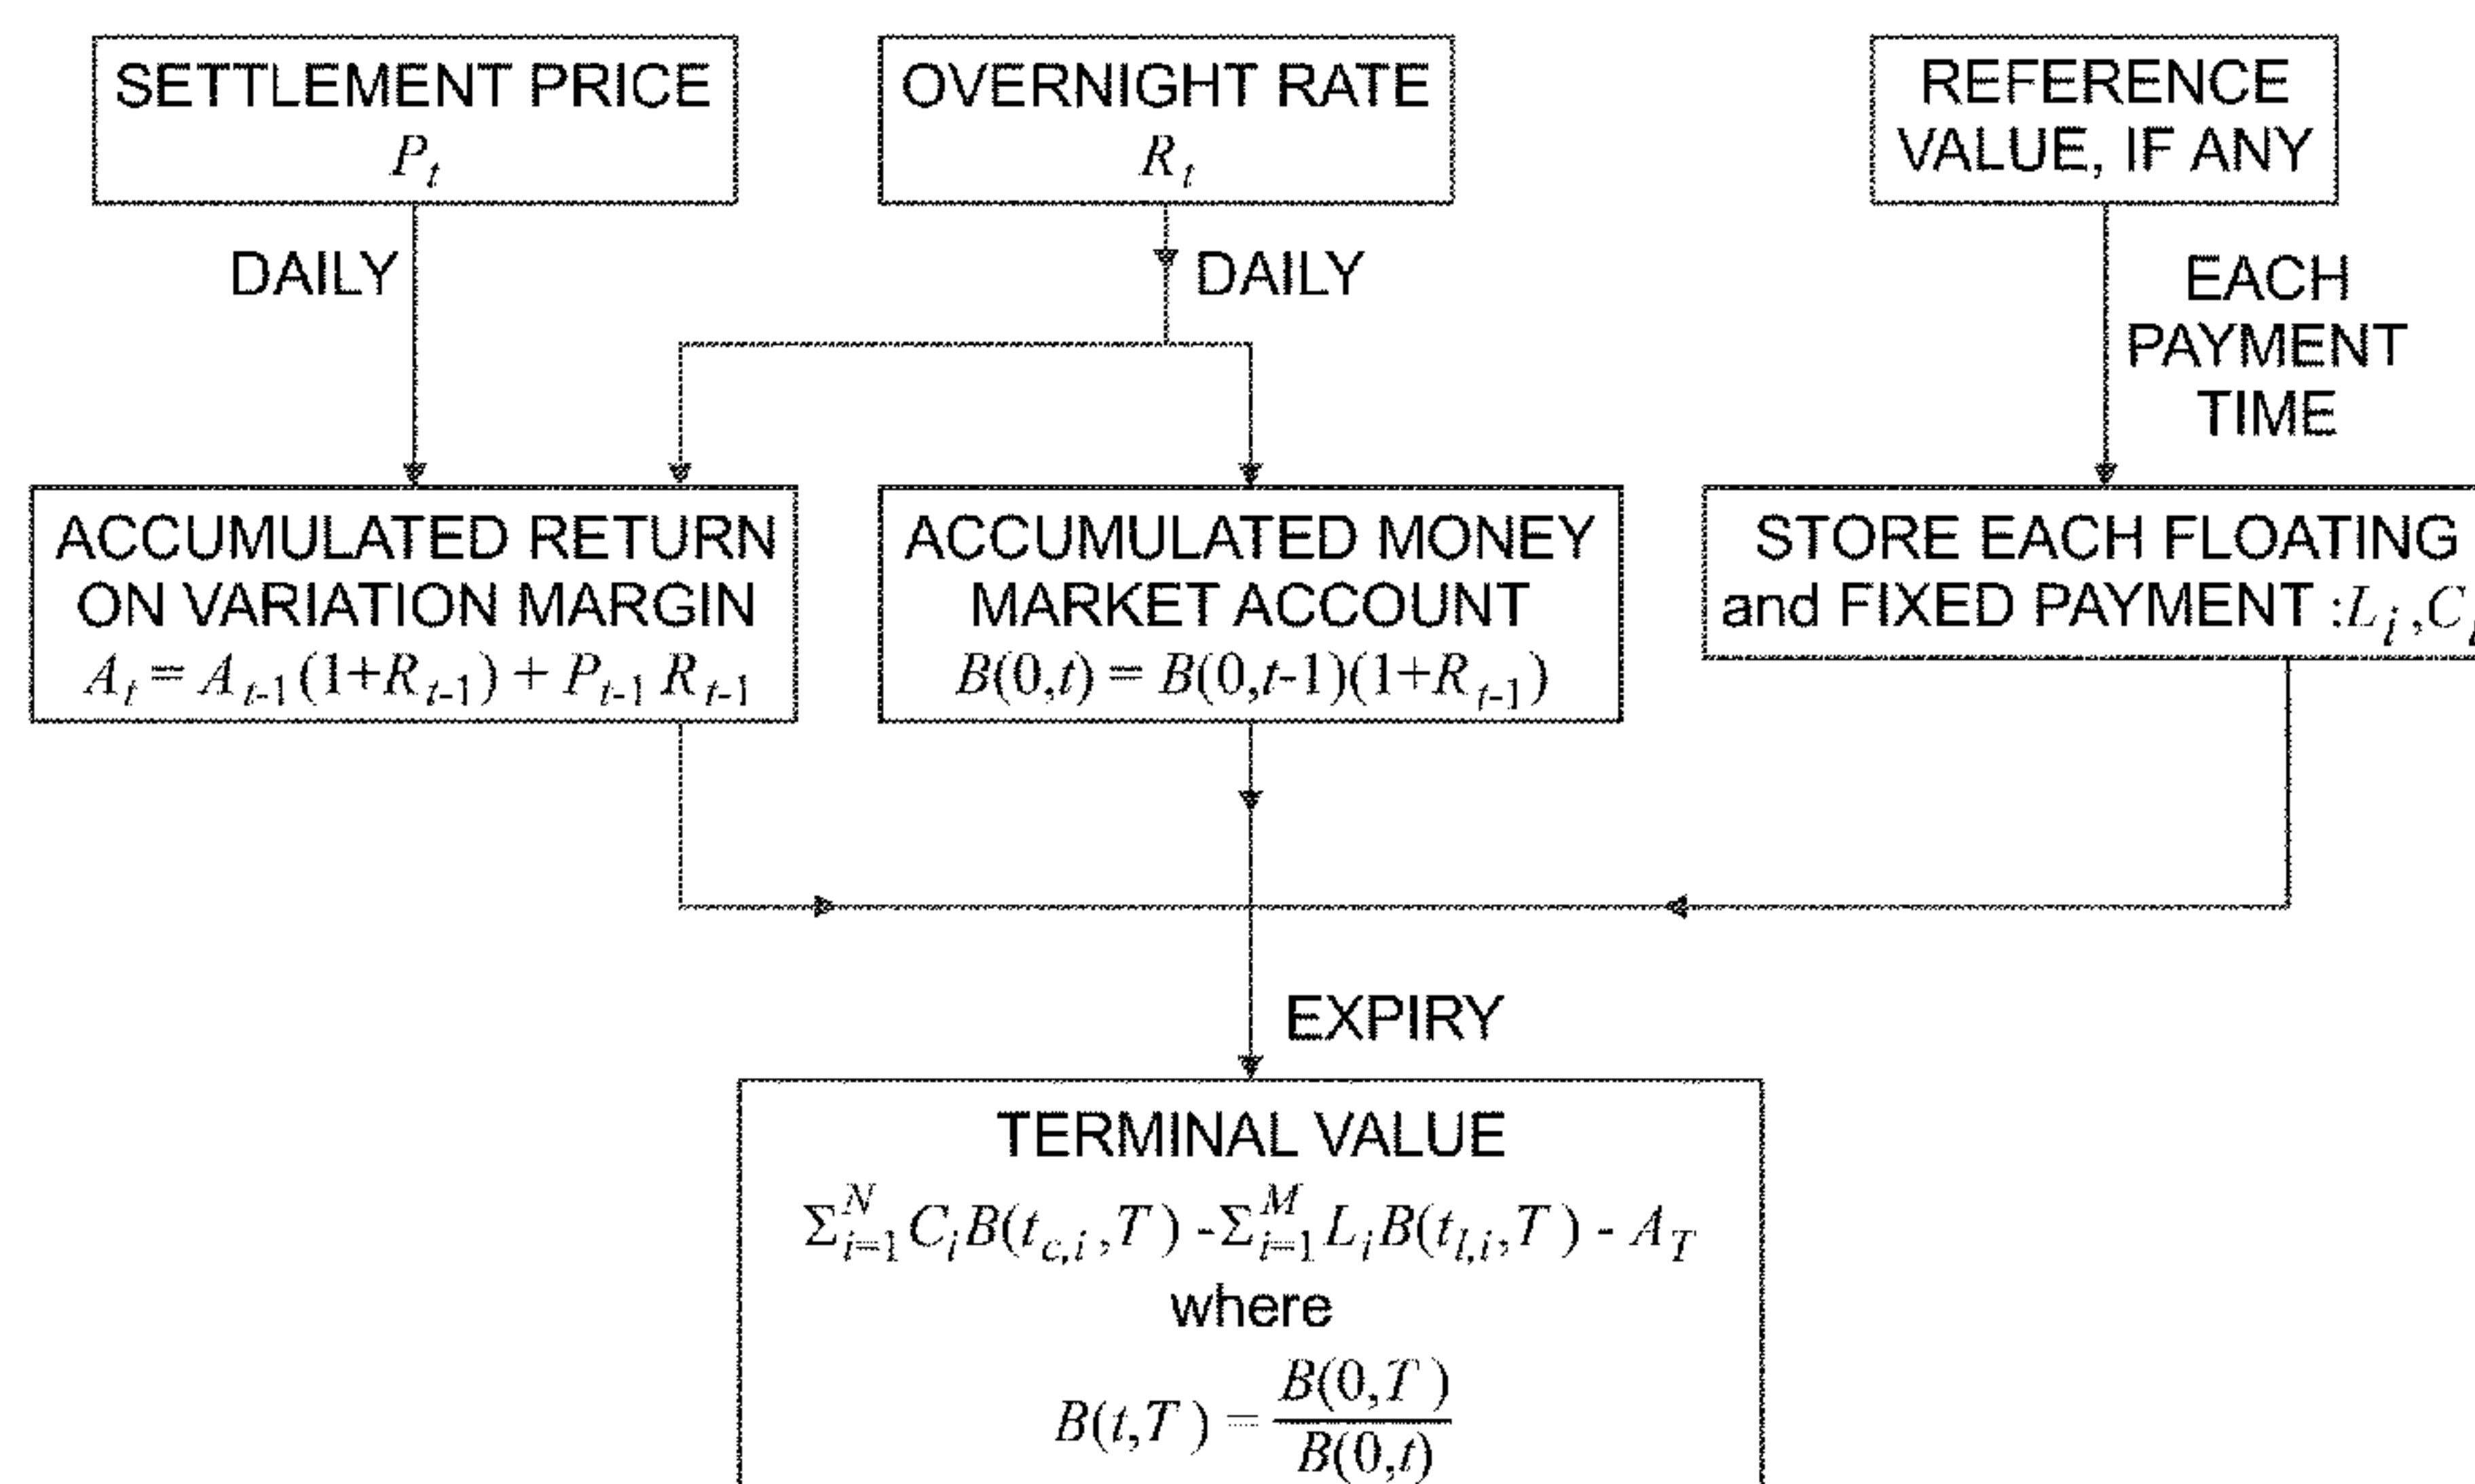 SETTLEMENT PRICE
P_t
OVERNIGHT RATE
R_t
REFERENCE
VALUE, IF ANY
DAILY
DAILY
EACH
PAYMENT
TIME
ACCUMULATED RETURN
ON VARIATION MARGIN
A_t = A_{t-1}(1+R_{t-1}) + P_{t-1} R_{t-1}
ACCUMULATED MONEY
MARKET ACCOUNT
B(0,t) = B(0,t-1)(1+R_{t-1})
STORE EACH FLOATING
and FIXED PAYMENT :L_i ,C_i
EXPIRY
TERMINAL VALUE
Σ_{i=1}^N C_i B(t_{c,i},T) -Σ_{i=1}^M L_i B(t_{l,i},T) - A_T
where
B(t,T) = B(0,T) / B(0,t)